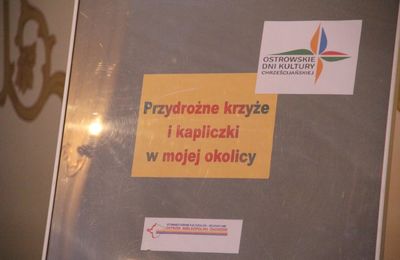 OSTROWSKIE
DNI KULTURY
CHRZEŚCIJAŃSKIEJ
Przydrożne krzyże
i kapliczki
w mojej okolicy